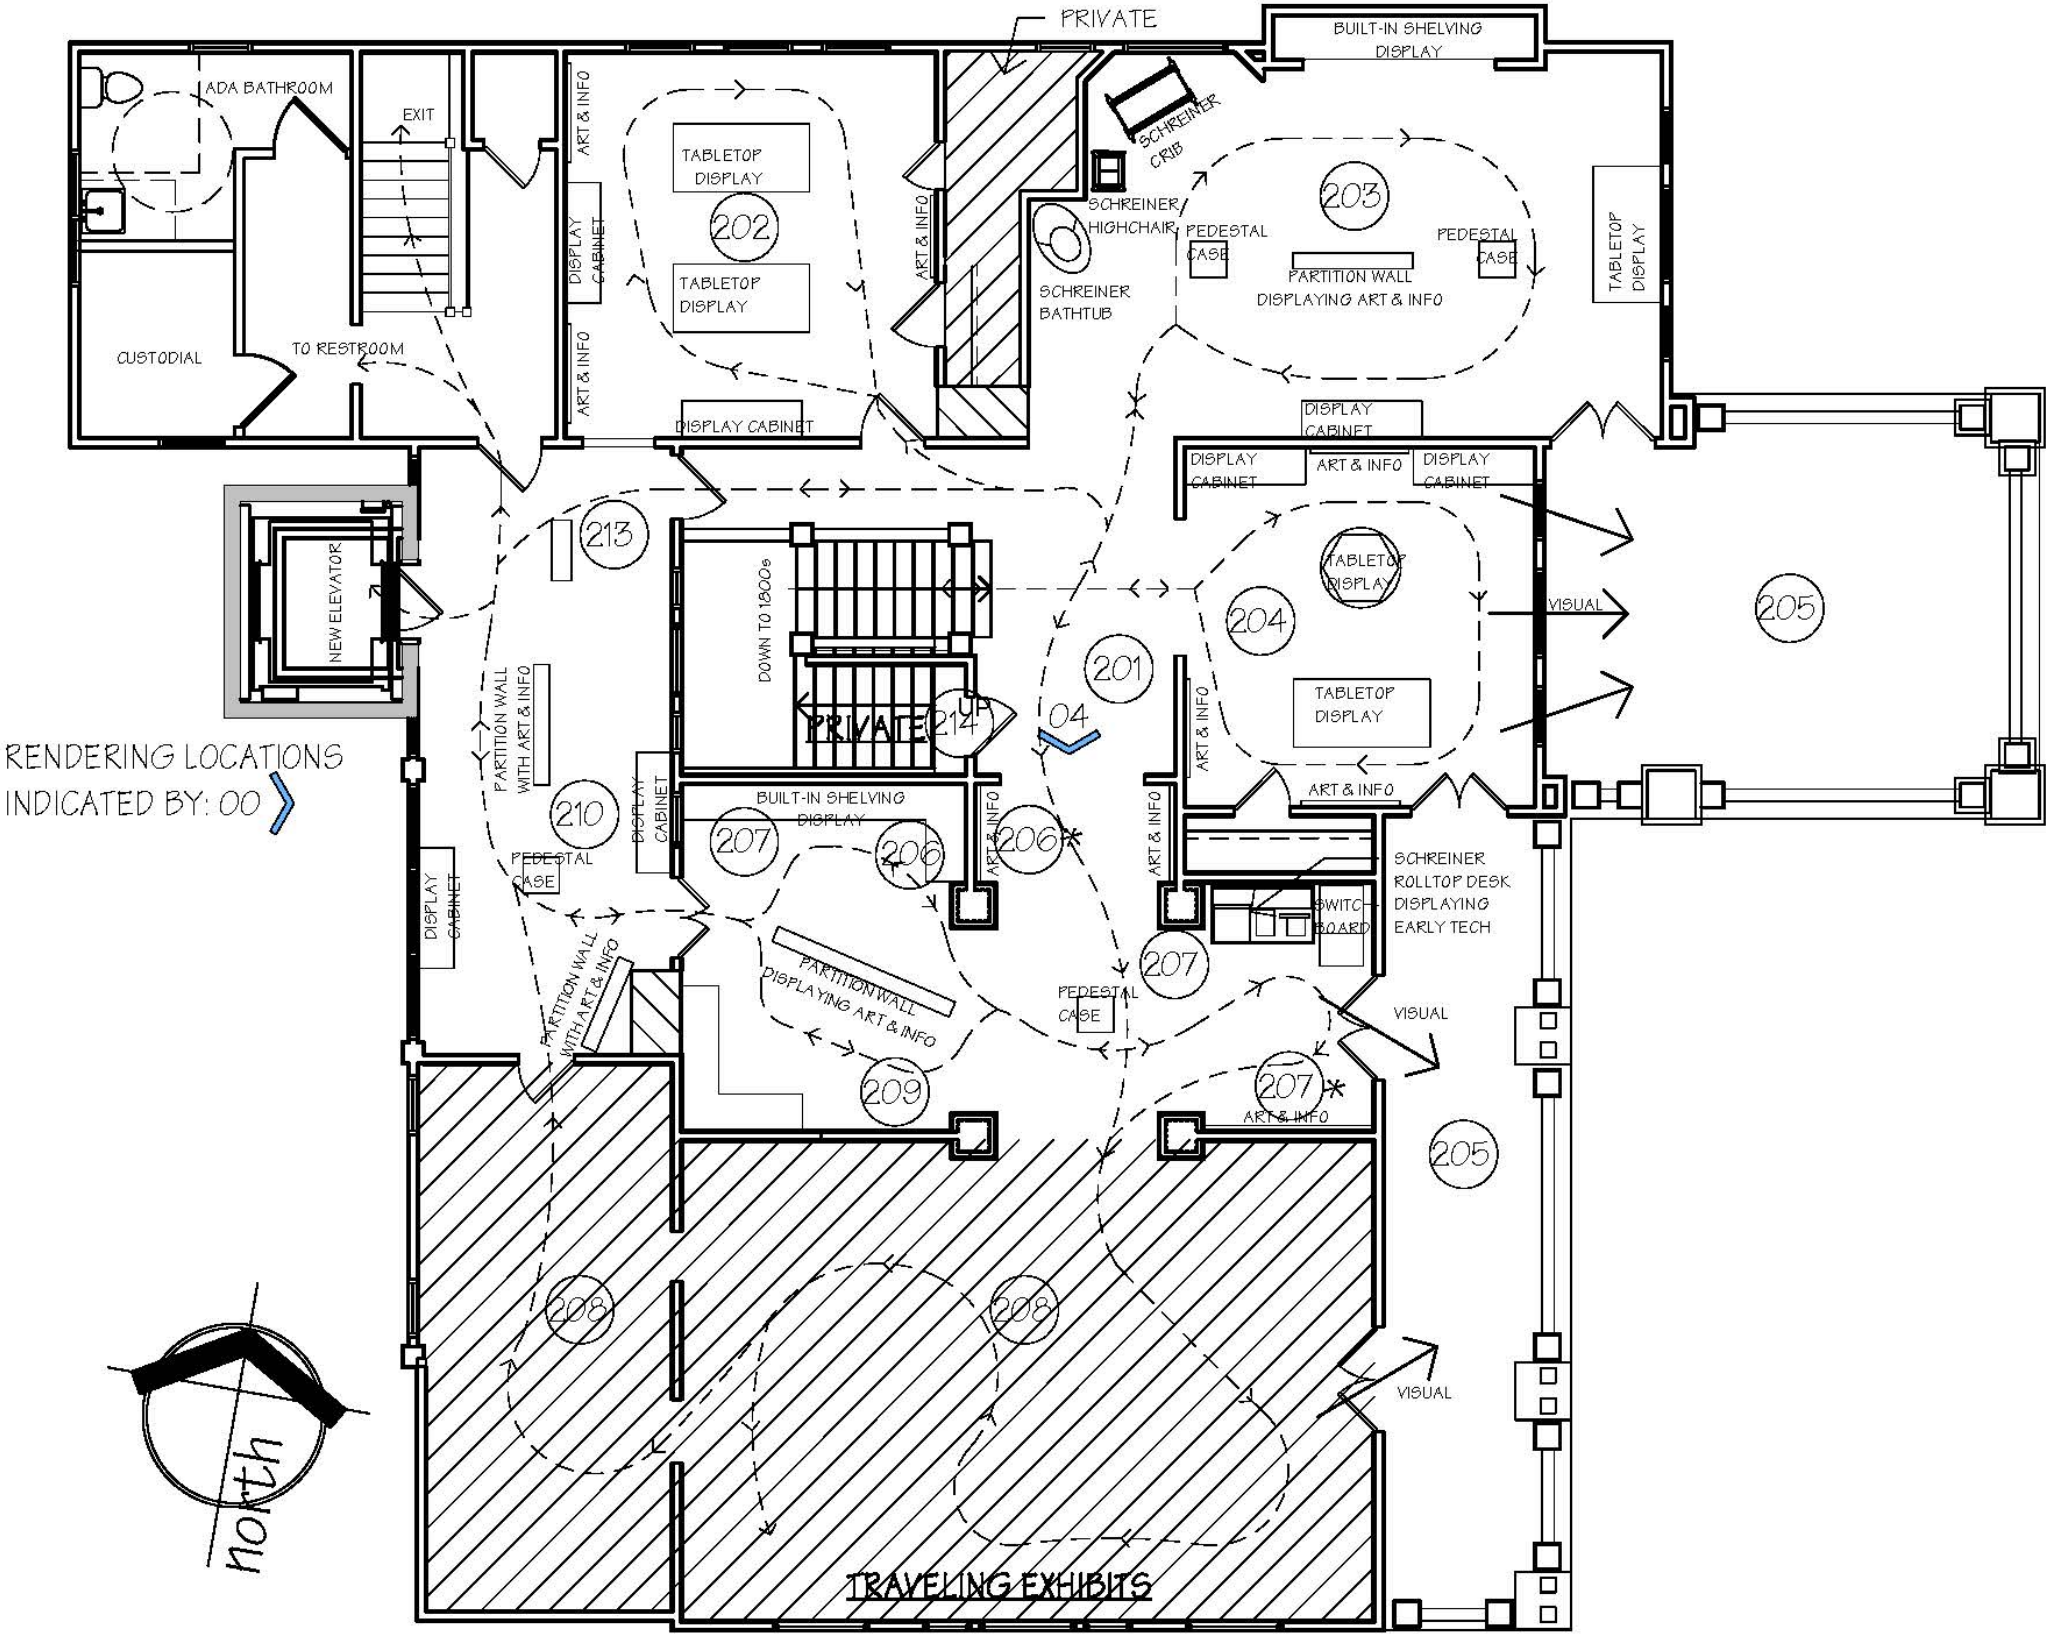 PRIVATE
BUILT-IN SHELVING
DISPLAY
ADA BATHROOM
EXIT
ART & INFO
TABLETOP
DISPLAY
202
TABLETOP
DISPLAY
DISPLAY
CABINET
ART & INFO
ART & INFO
DISPLAY CABINET
SCHREINER
CRIB
SCHREINER
HIGHCHAIR
SCHREINER
BATHTUB
203
PEDESTAL
CASE
PEDESTAL
CASE
PARTITION WALL
DISPLAYING ART & INFO
TABLETOP
DISPLAY
CUSTODIAL
TO RESTROOM
DISPLAY
CABINET
DISPLAY
CABINET
ART & INFO
DISPLAY
CABINET
213
NEW ELEVATOR
DOWN TO 1800s
TABLETOP
DISPLAY
204
VISUAL
205
201
PARTITION WALL
WITH ART & INFO
PRIVATE
214
UP
04
ART & INFO
TABLETOP
DISPLAY
ART & INFO
RENDERING LOCATIONS
INDICATED BY: 00
210
DISPLAY
CABINET
BUILT-IN SHELVING
DISPLAY
207
206
ART & INFO
206*
ART & INFO
PEDESTAL
CASE
DISPLAY
CABINET
SCHREINER
ROLLTOP DESK
DISPLAYING
EARLY TECH
SWITC
BOARD
PARTITION WALL
WITH ART & INFO
PARTITION WALL
DISPLAYING ART & INFO
207
PEDESTAL
CASE
VISUAL
209
207*
ART & INFO
205
208
208
VISUAL
north
TRAVELING EXHIBITS